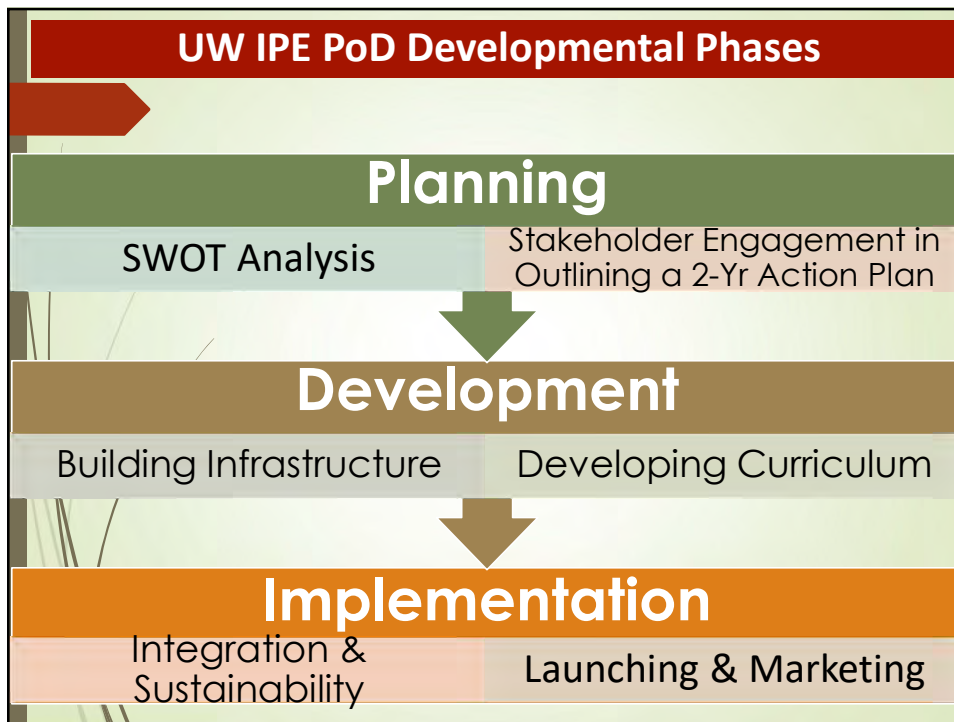 UW IPE PoD Developmental Phases
Planning
SWOT Analysis
Stakeholder Engagement in
Outlining a 2-Yr Action Plan
Development
Building Infrastructure
Developing Curriculum
Implementation
Integration &
Sustainability
Launching & Marketing